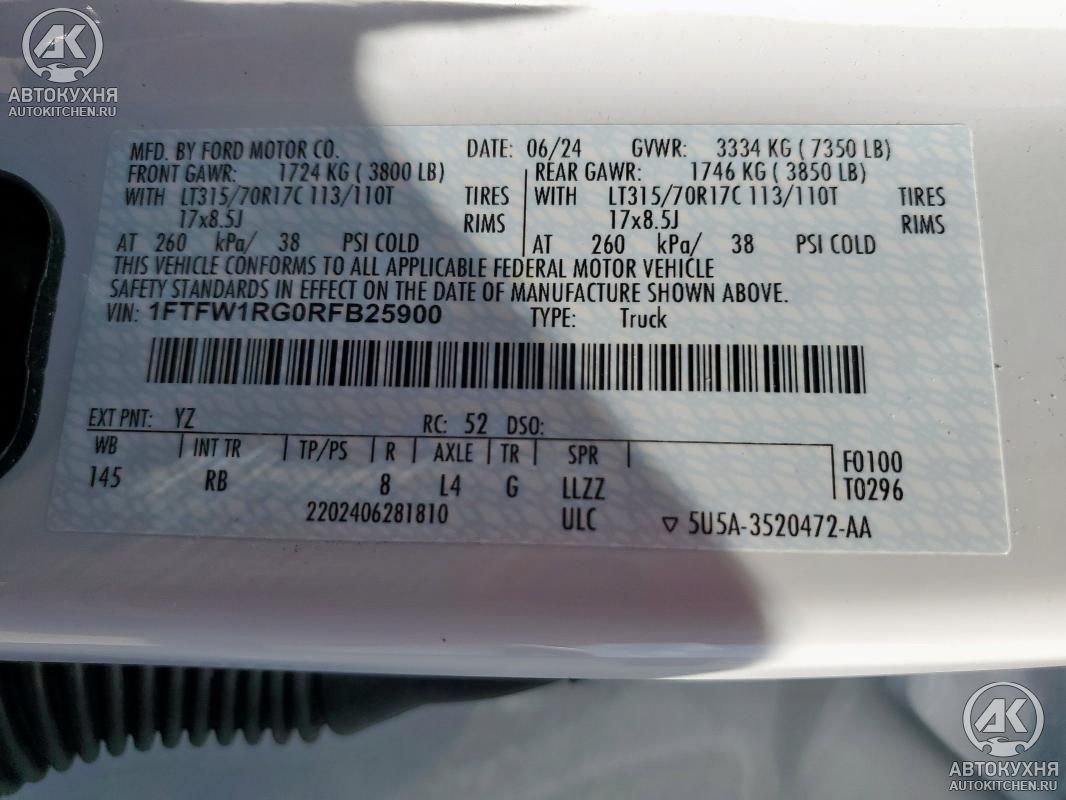 АК
АВТОКУХНЯ
AUTOKITCHEN.RU
MFD. BY FORD MOTOR CO. DATE: 06/24 GVWR: 3334 KG ( 7350 LB)
FRONT GAWR: 1724 KG ( 3800 LB) REAR GAWR: 1746 KG ( 3850 LB)
WITH LT315/70R17C 113/110T TIRES WITH LT315/70R17C 113/110T TIRES
17x8.5J RIMS 17x8.5J RIMS
AT 260 kPa/ 38 PSI COLD AT 260 kPa/ 38 PSI COLD
THIS VEHICLE CONFORMS TO ALL APPLICABLE FEDERAL MOTOR VEHICLE
SAFETY STANDARDS IN EFFECT ON THE DATE OF MANUFACTURE SHOWN ABOVE.
VIN: 1FTFW1RG0RFB25900 TYPE: Truck
EXT PNT: YZ RC: 52 DSO:
WB INT TR TP/PS R AXLE TR SPR F0100
145 RB 8 L4 G LLZZ T0296
2202406281810 ULC ▽ 5U5A-3520472-AA
АК
АВТОКУХНЯ
AUTOKITCHEN.RU